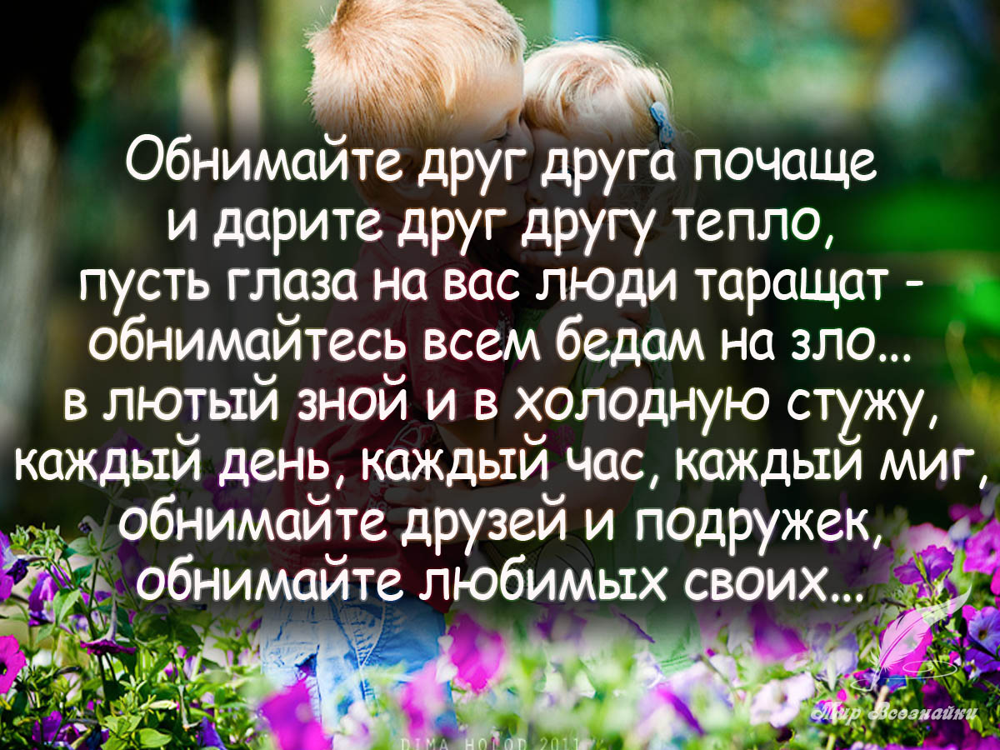 Обнимайте друг друга почаще
и дарите друг другу тепло,
пусть глаза на вас люди таращат -
обнимайтесь всем бедам на зло...
в лютый зной и в холодную стужу,
каждый день, каждый час, каждый миг,
обнимайте друзей и подружек,
обнимайте любимых своих...
Мир Всезнайки
DIMA HOLOD 2011